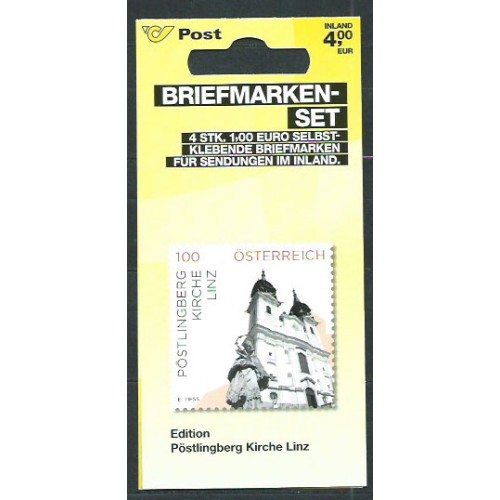 Post
INLAND
4,00
EUR
BRIEFMARKEN-
SET
4 STK. 1,00 EURO SELBST-
KLEBENDE BRIEFMARKEN
FÜR SENDUNGEN IM INLAND.
100 ÖSTERREICH
PÖSTLINGBERG
KIRCHE
LINZ
Edition
Pöstlingberg Kirche Linz